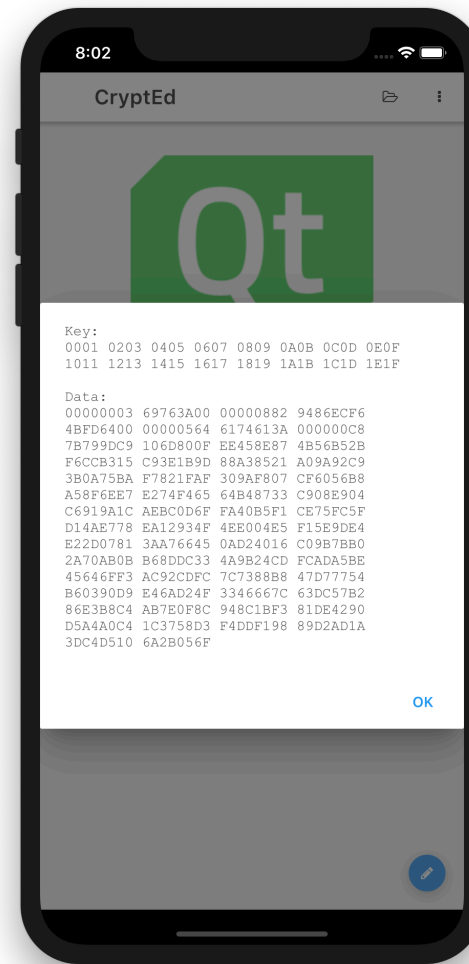 8:02
CryptEd
Qt
Key:
0001 0203 0405 0607 0809 0A0B 0C0D 0E0F
1011 1213 1415 1617 1819 1A1B 1C1D 1E1F
Data:
00000003 69763A00 00000882 9486ECF6
4BFD6400 00000564 6174613A 000000C8
7B799DC9 106D800F EE458E87 4B56B52B
F6CCB315 C93E1B9D 88A38521 A09A92C9
3B0A75BA F7821FAF 309AF807 CF6056B8
A58F6EE7 E274F465 64B48733 C908E904
C6919A1C AEBC0D6F FA40B5F1 CE75FC5F
D14AE778 EA12934F 4EE004E5 F15E9DE4
E22D0781 3AA76645 0AD24016 C09B7BB0
2A70AB0B B68DDC33 4A9B24CD FCADA5BE
45646FF3 AC92CDFC 7C7388B8 47D77754
B60390D9 E46AD24F 3346667C 63DC57B2
86E3B8C4 AB7E0F8C 948C1BF3 81DE4290
D5A4A0C4 1C3758D3 F4DDF198 89D2AD1A
3DC4D510 6A2B056F
OK